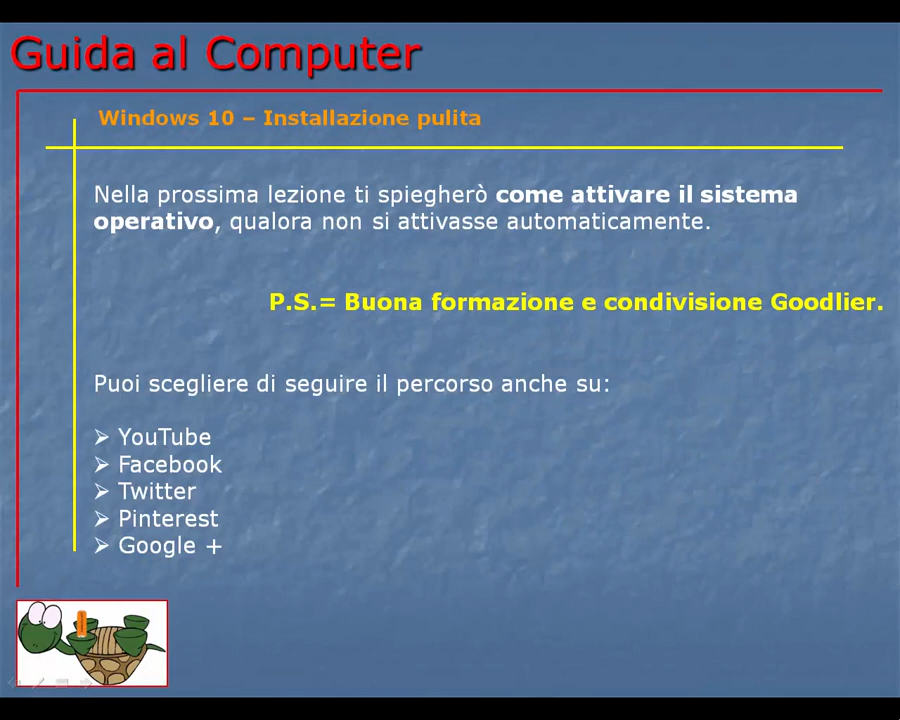 Guida al Computer
Windows 10 – Installazione pulita
Nella prossima lezione ti spiegherò come attivare il sistema
operativo, qualora non si attivasse automaticamente.
P.S.= Buona formazione e condivisione Goodlier.
Puoi scegliere di seguire il percorso anche su:
➢ YouTube
➢ Facebook
➢ Twitter
➢ Pinterest
➢ Google +